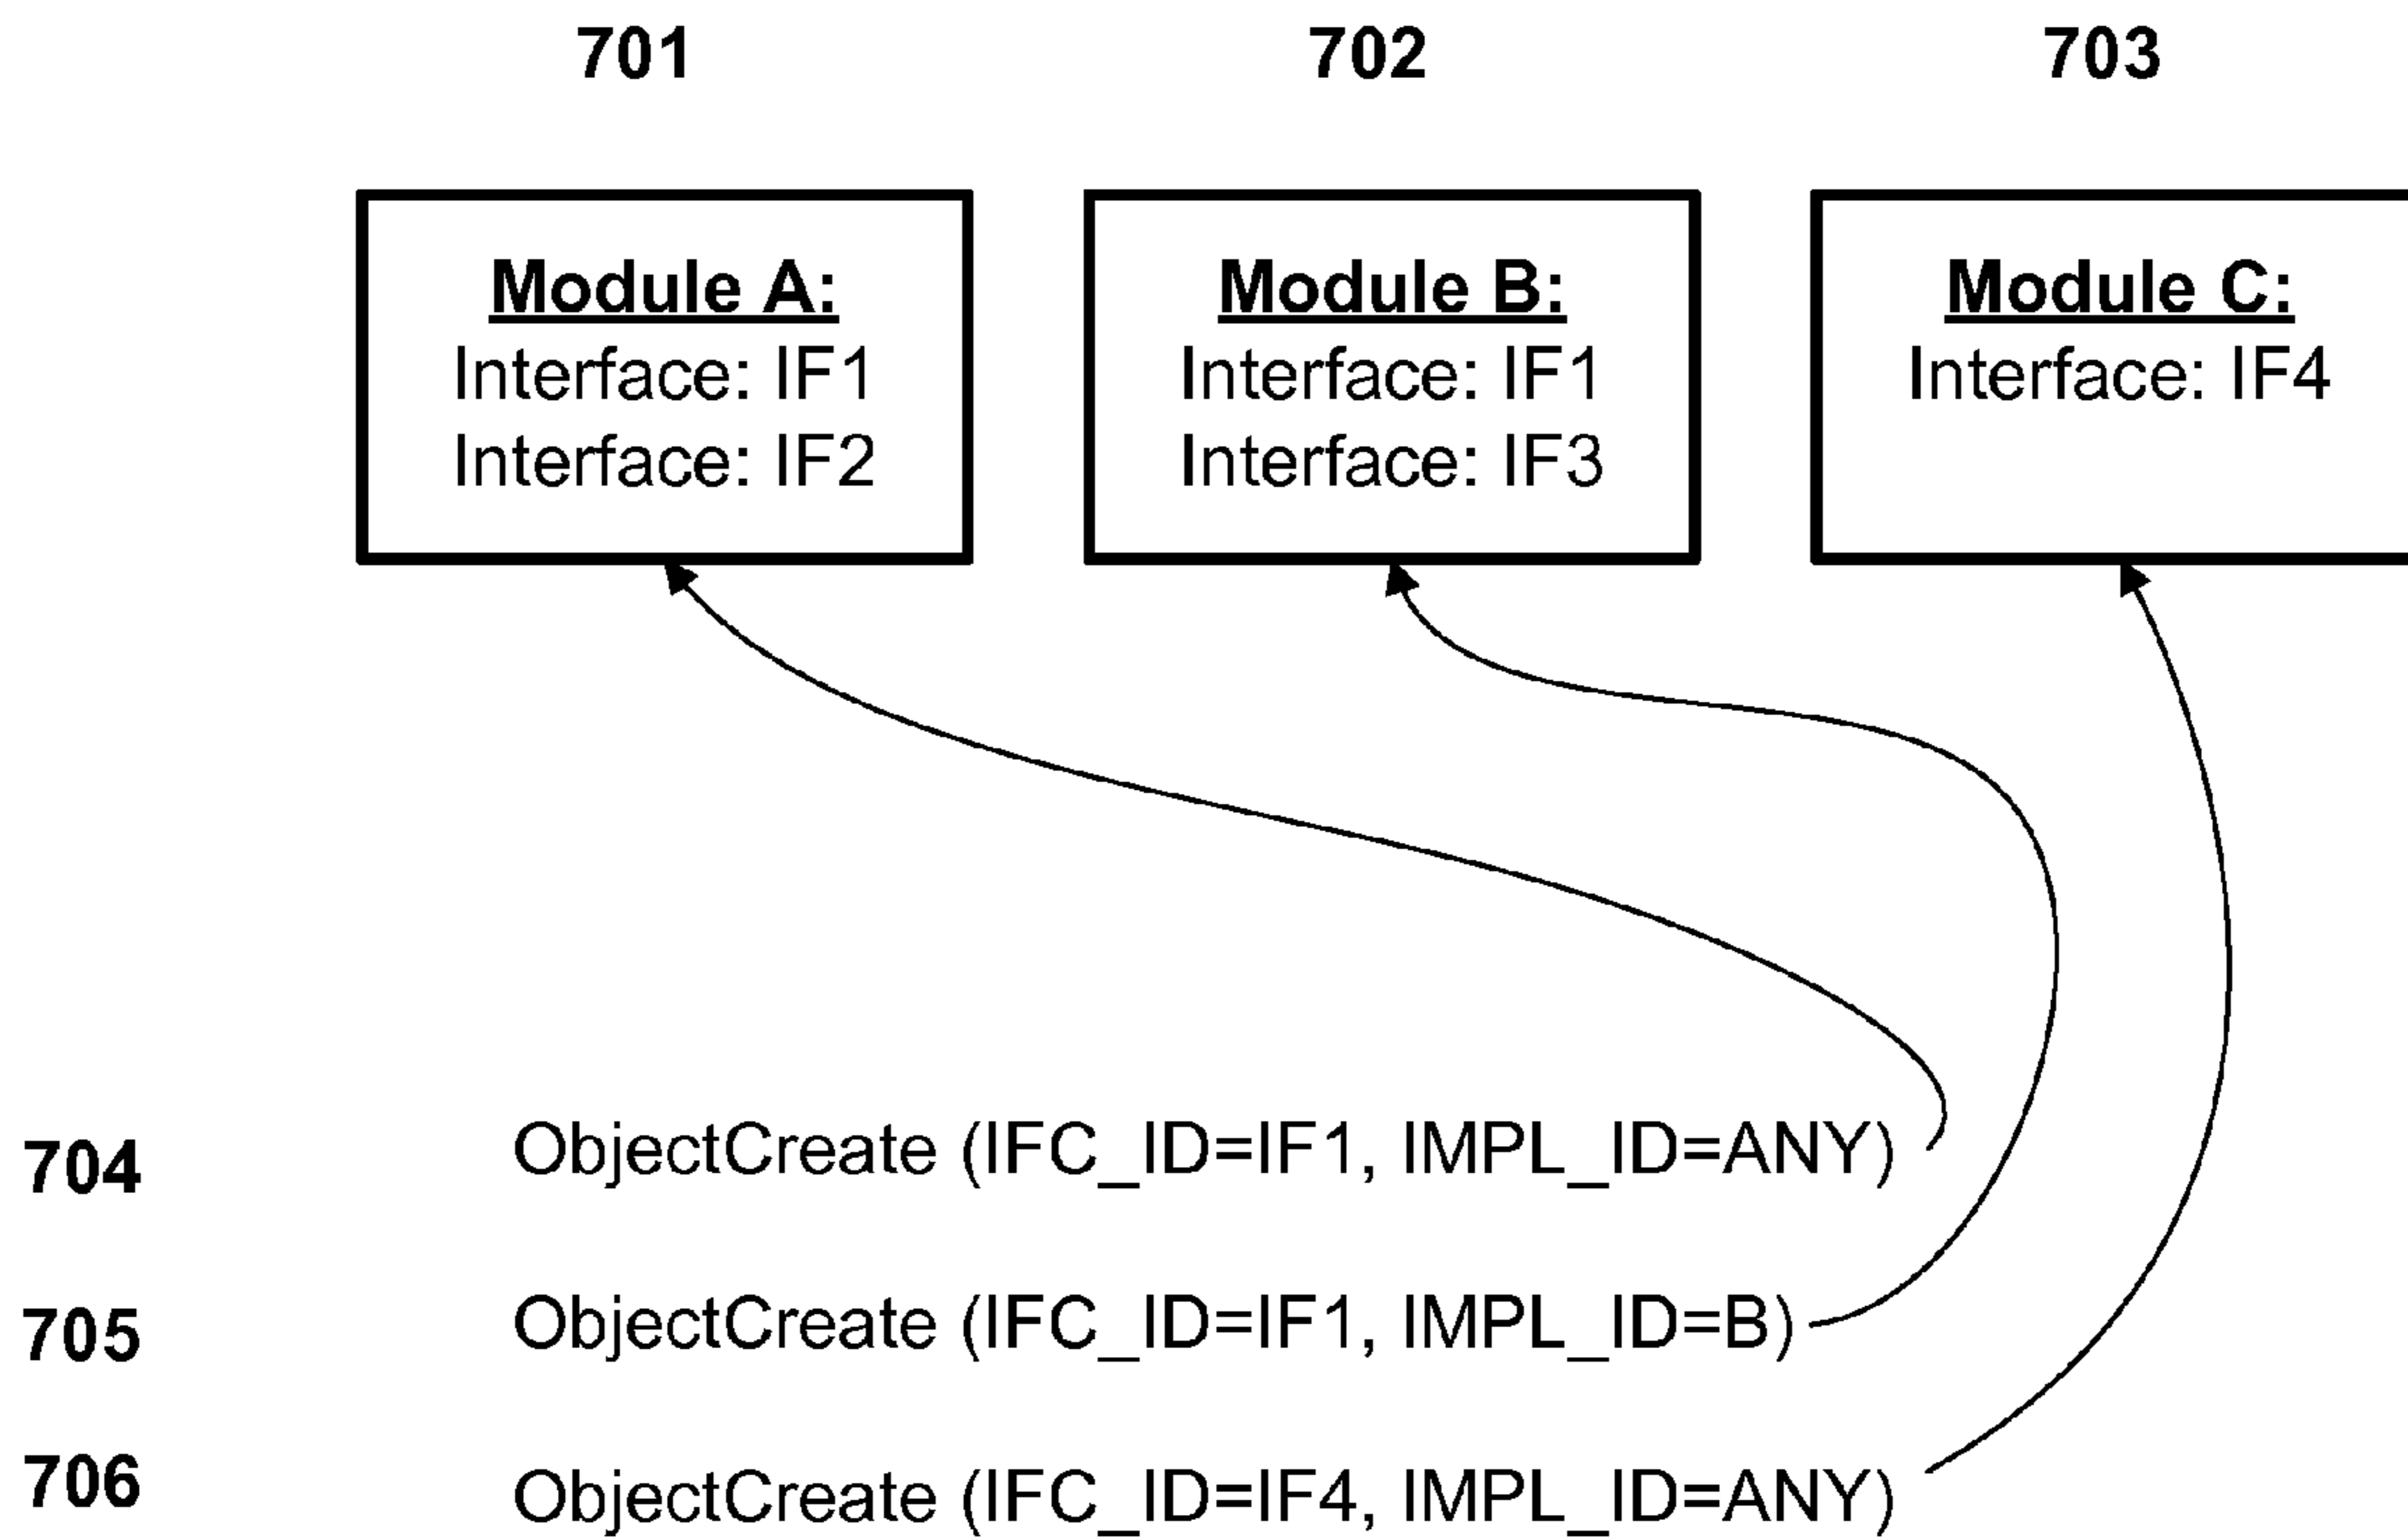 701
702
703
Module A:
Interface: IF1
Interface: IF2
Module B:
Interface: IF1
Interface: IF3
Module C:
Interface: IF4
704
ObjectCreate (IFC_ID=IF1, IMPL_ID=ANY)
705
ObjectCreate (IFC_ID=IF1, IMPL_ID=B)
706
ObjectCreate (IFC_ID=IF4, IMPL_ID=ANY)